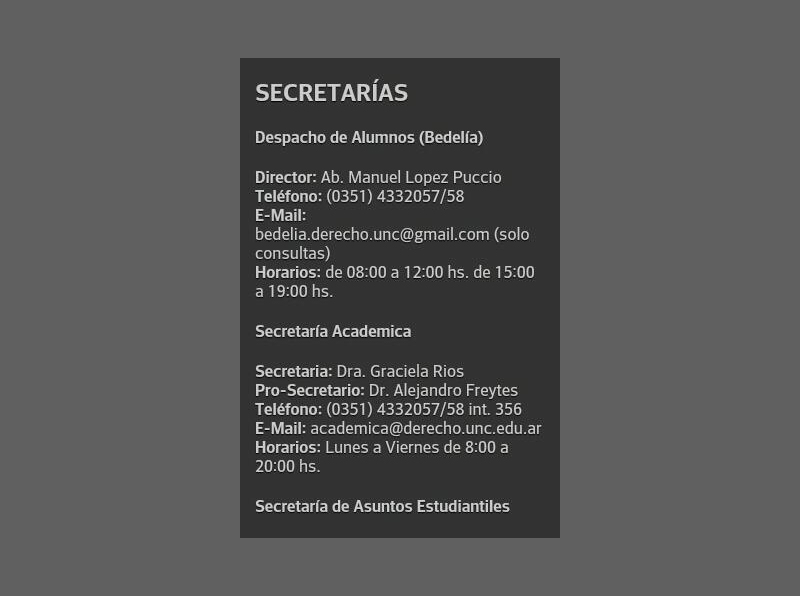 SECRETARÍAS
Despacho de Alumnos (Bedelía)
Director: Ab. Manuel Lopez Puccio
Teléfono: (0351) 4332057/58
E-Mail:
bedelia.derecho.unc@gmail.com (solo
consultas)
Horarios: de 08:00 a 12:00 hs. de 15:00
a 19:00 hs.
Secretaría Academica
Secretaria: Dra. Graciela Rios
Pro-Secretario: Dr. Alejandro Freytes
Teléfono: (0351) 4332057/58 int. 356
E-Mail: academica@derecho.unc.edu.ar
Horarios: Lunes a Viernes de 8:00 a
20:00 hs.
Secretaría de Asuntos Estudiantiles